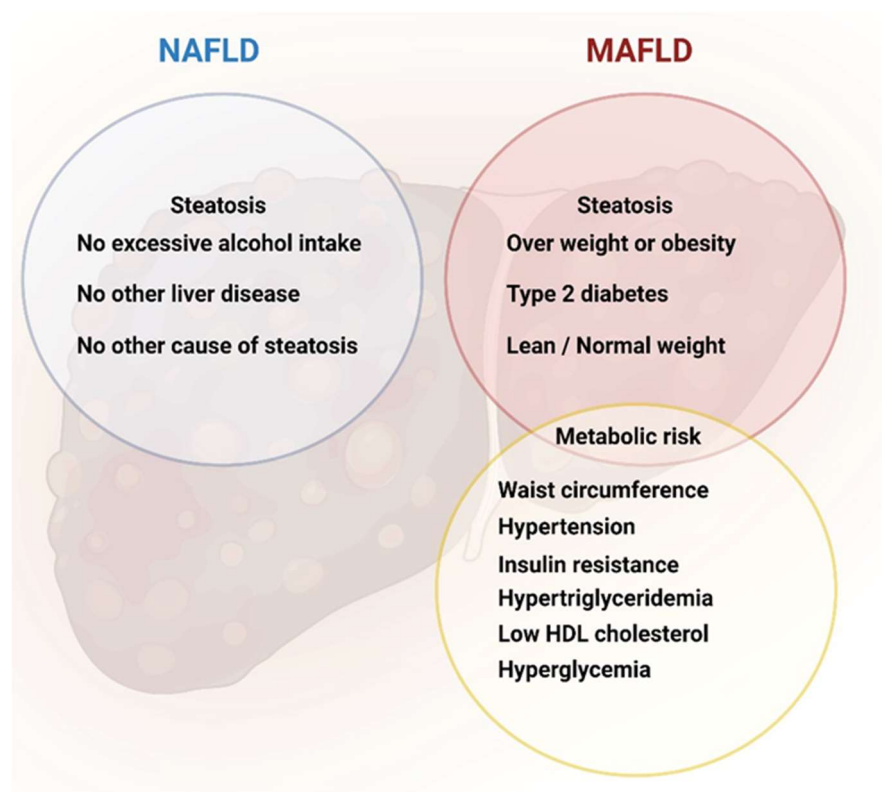 NAFLD
Steatosis
No excessive alcohol intake
No other liver disease
No other cause of steatosis
MAFLD
Steatosis
Over weight or obesity
Type 2 diabetes
Lean / Normal weight
Metabolic risk
Waist circumference
Hypertension
Insulin resistance
Hypertriglyceridemia
Low HDL cholesterol
Hyperglycemia